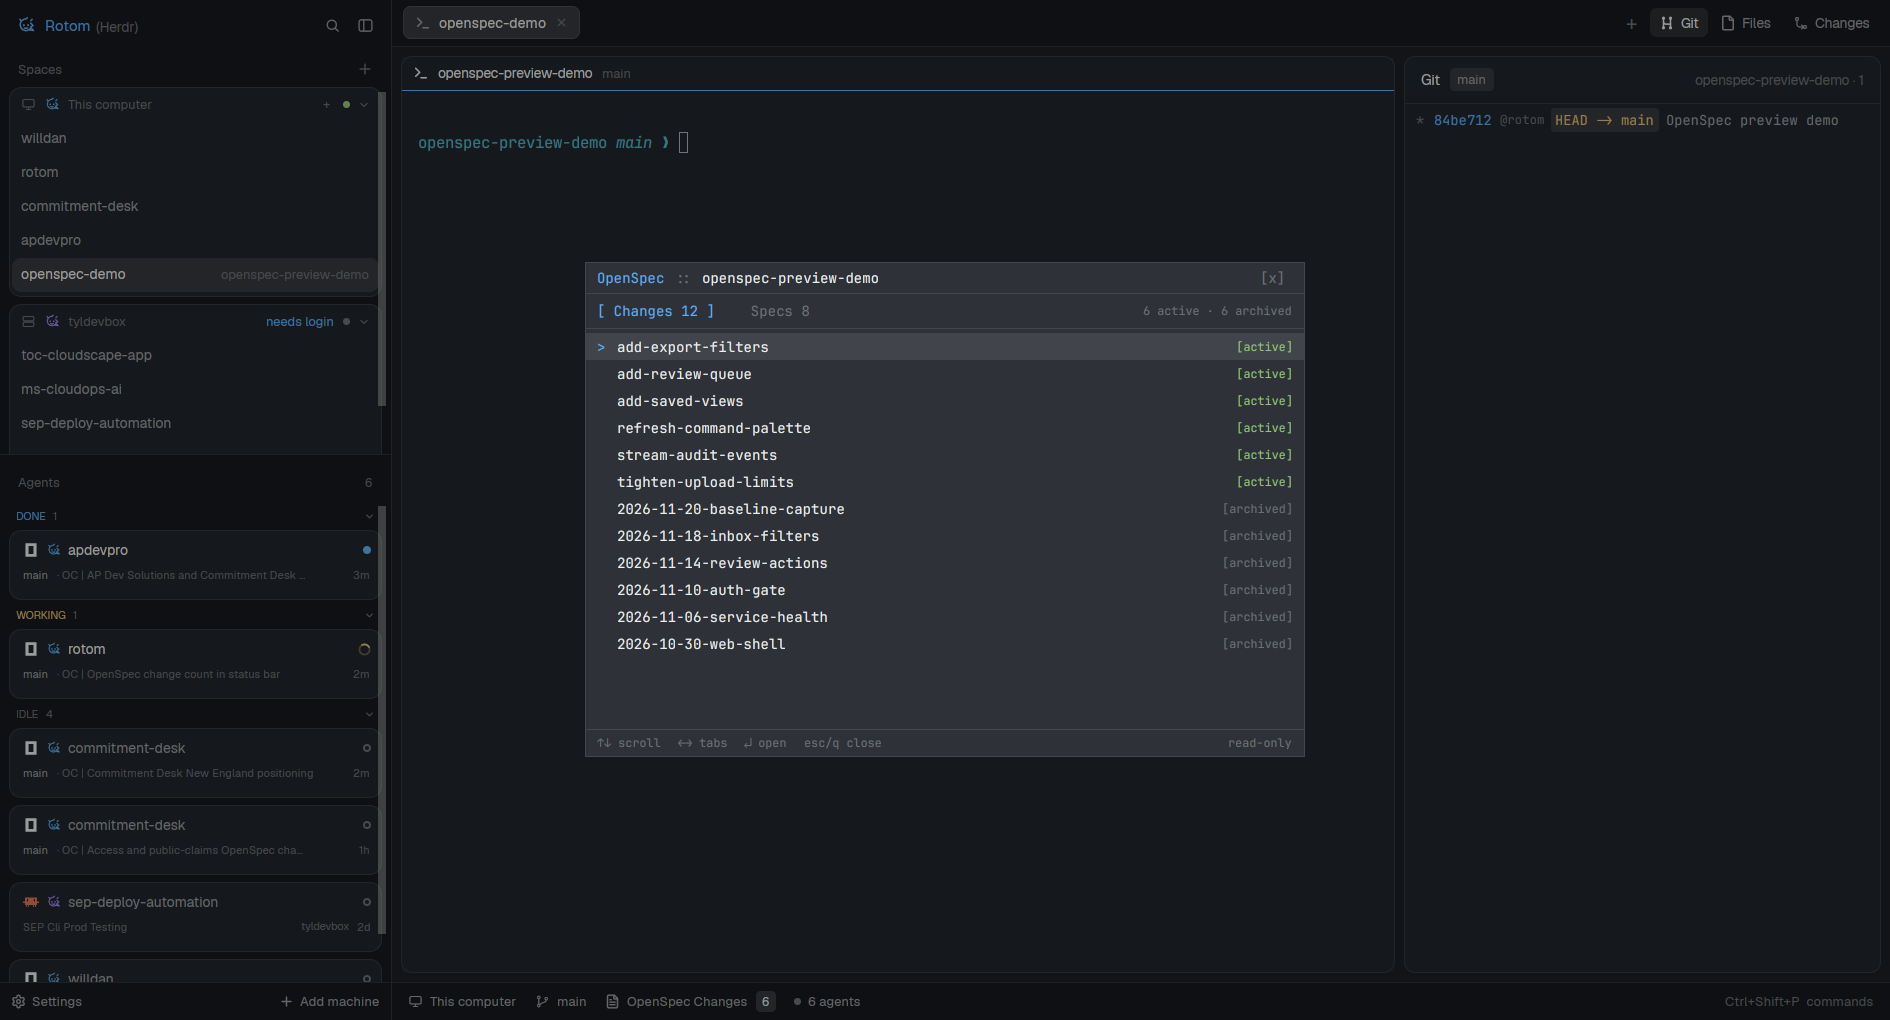 Rotom (Herdr)
Spaces
This computer
willdan
rotom
commitment-desk
apdevpro
openspec-demo openspec-preview-demo
tyldevbox needs login
toc-cloudscape-app
ms-cloudops-ai
sep-deploy-automation
Agents 6
DONE 1
apdevpro
main · OC | AP Dev Solutions and Commitment Desk ... 3m
WORKING 1
rotom
main · OC | OpenSpec change count in status bar 2m
IDLE 4
commitment-desk
main · OC | Commitment Desk New England positioning 2m
commitment-desk
main · OC | Access and public-claims OpenSpec cha... 1h
sep-deploy-automation
SEP Cli Prod Testing tyldevbox 2d
willdan
Settings + Add machine
>_ openspec-demo ×
+ Git Files Changes
>_ openspec-preview-demo main
openspec-preview-demo main ❯
OpenSpec :: openspec-preview-demo [x]
[ Changes 12 ] Specs 8 6 active · 6 archived
> add-export-filters [active]
add-review-queue [active]
add-saved-views [active]
refresh-command-palette [active]
stream-audit-events [active]
tighten-upload-limits [active]
2026-11-20-baseline-capture [archived]
2026-11-18-inbox-filters [archived]
2026-11-14-review-actions [archived]
2026-11-10-auth-gate [archived]
2026-11-06-service-health [archived]
2026-10-30-web-shell [archived]
↑↓ scroll ←→ tabs ↵ open esc/q close read-only
Git main openspec-preview-demo · 1
* 84be712 @rotom HEAD → main OpenSpec preview demo
This computer main OpenSpec Changes 6 6 agents
Ctrl+Shift+P commands